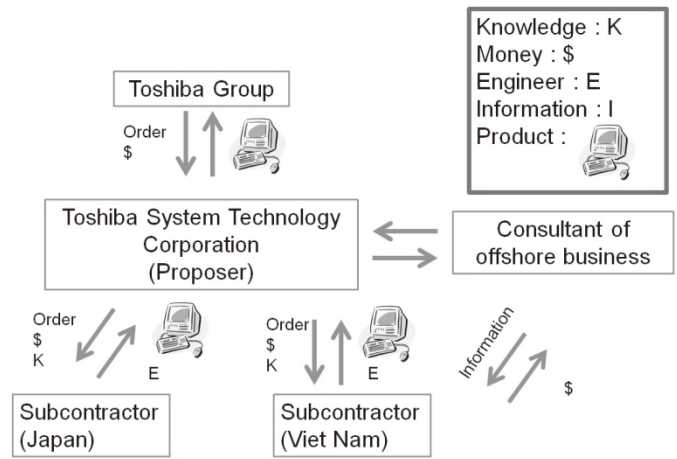 Knowledge : K
Money : $
Engineer : E
Information : I
Product :
Toshiba Group
Order
$
Toshiba System Technology
Corporation
(Proposer)
Consultant of
offshore business
Order
$
K
E
Order
$
K
E
Information
$
Subcontractor
(Japan)
Subcontractor
(Viet Nam)